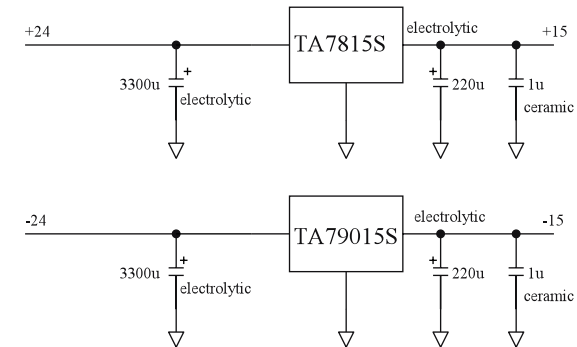 +24
TA7815S
electrolytic
+15
3300u
+
electrolytic
+
220u
1u
ceramic
-24
TA79015S
electrolytic
-15
3300u
+
electrolytic
+
220u
1u
ceramic